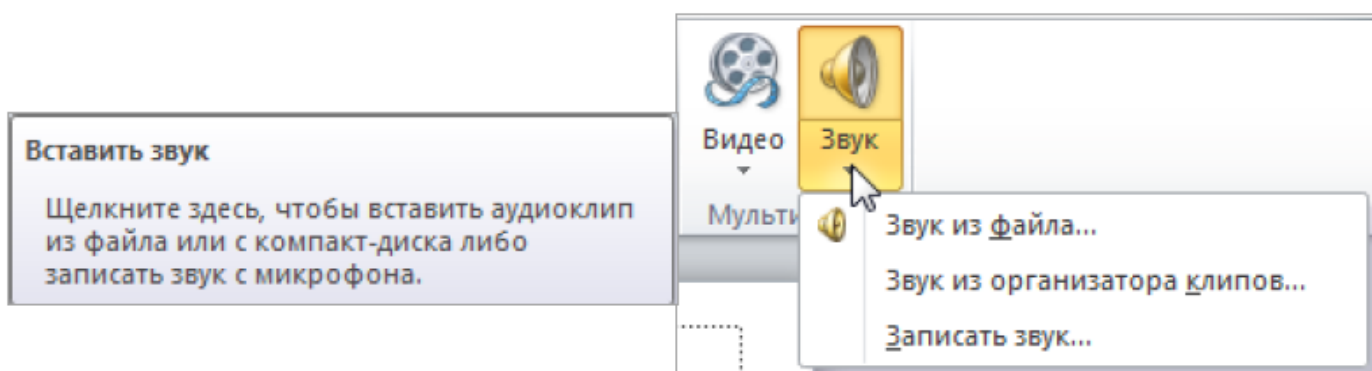 Вставить звук
Щелкните здесь, чтобы вставить аудиоклип
из файла или с компакт-диска либо
записать звук с микрофона.
Видео
Звук
Мульти
Звук из файла...
Звук из организатора клипов...
Записать звук...